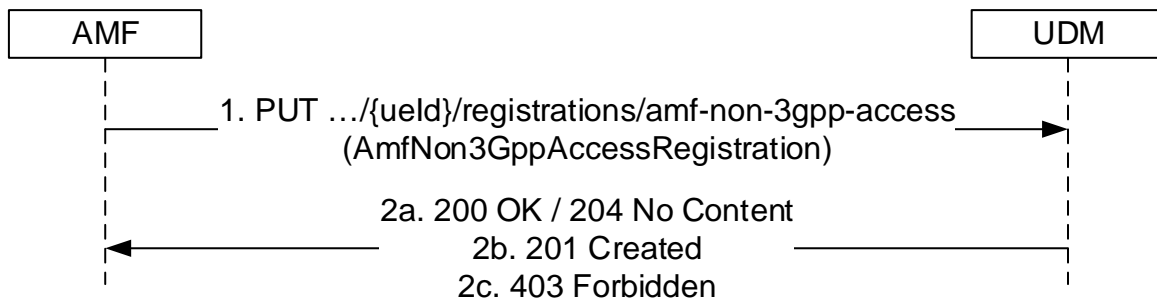 AMF
UDM
1. PUT …/{ueId}/registrations/amf-non-3gpp-access
(AmfNon3GppAccessRegistration)
2a. 200 OK / 204 No Content
2b. 201 Created
2c. 403 Forbidden